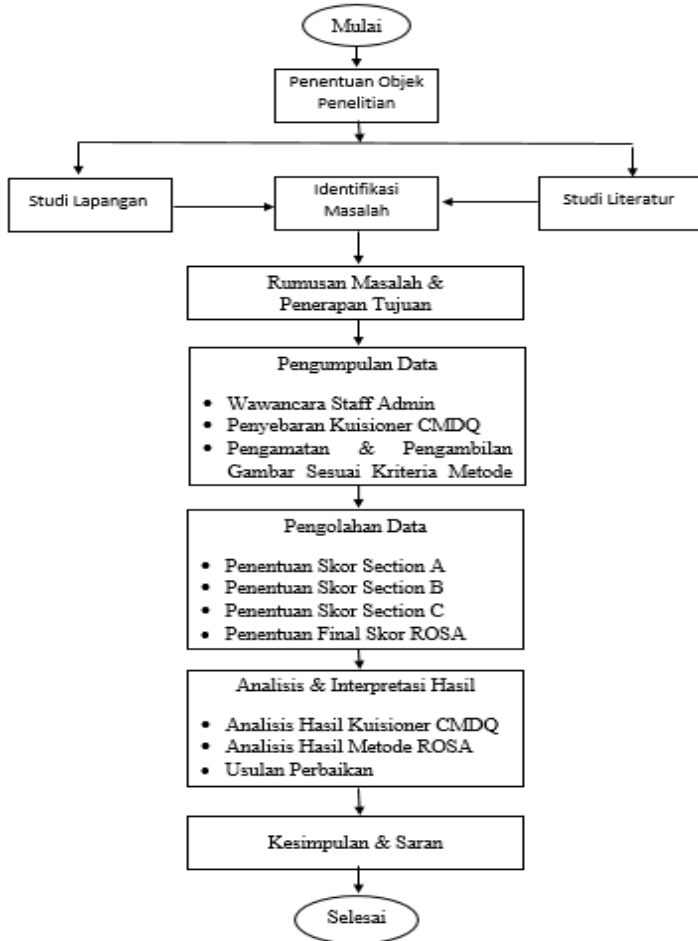 Mulai
Penentuan Objek
Penelitian
Studi Lapangan
Identifikasi
Masalah
Studi Literatur
Rumusan Masalah &
Penerapan Tujuan
Pengumpulan Data
• Wawancara Staff Admin
• Penyebaran Kuisioner CMDQ
• Pengamatan & Pengambilan
Gambar Sesuai Kriteria Metode
Pengolahan Data
• Penentuan Skor Section A
• Penentuan Skor Section B
• Penentuan Skor Section C
• Penentuan Final Skor ROSA
Analisis & Interpretasi Hasil
• Analisis Hasil Kuisioner CMDQ
• Analisis Hasil Metode ROSA
• Usulan Perbaikan
Kesimpulan & Saran
Selesai